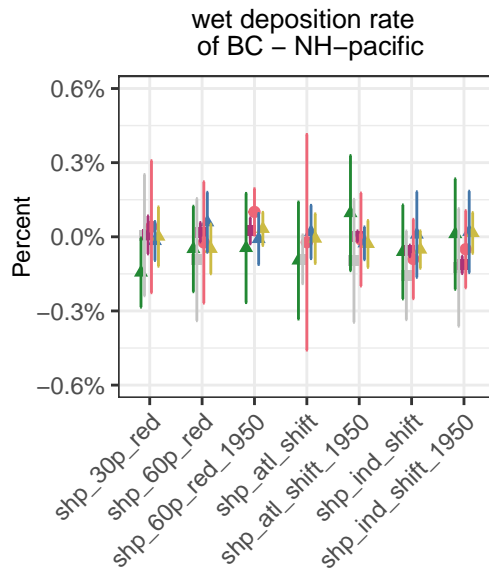 wet deposition rate
of BC − NH−pacific
Percent
0.6%
0.3%
0.0%
−0.3%
−0.6%
shp_30p_red
shp_60p_red
shp_60p_red_1950
shp_atl_shift
shp_atl_shift_1950
shp_ind_shift
shp_ind_shift_1950